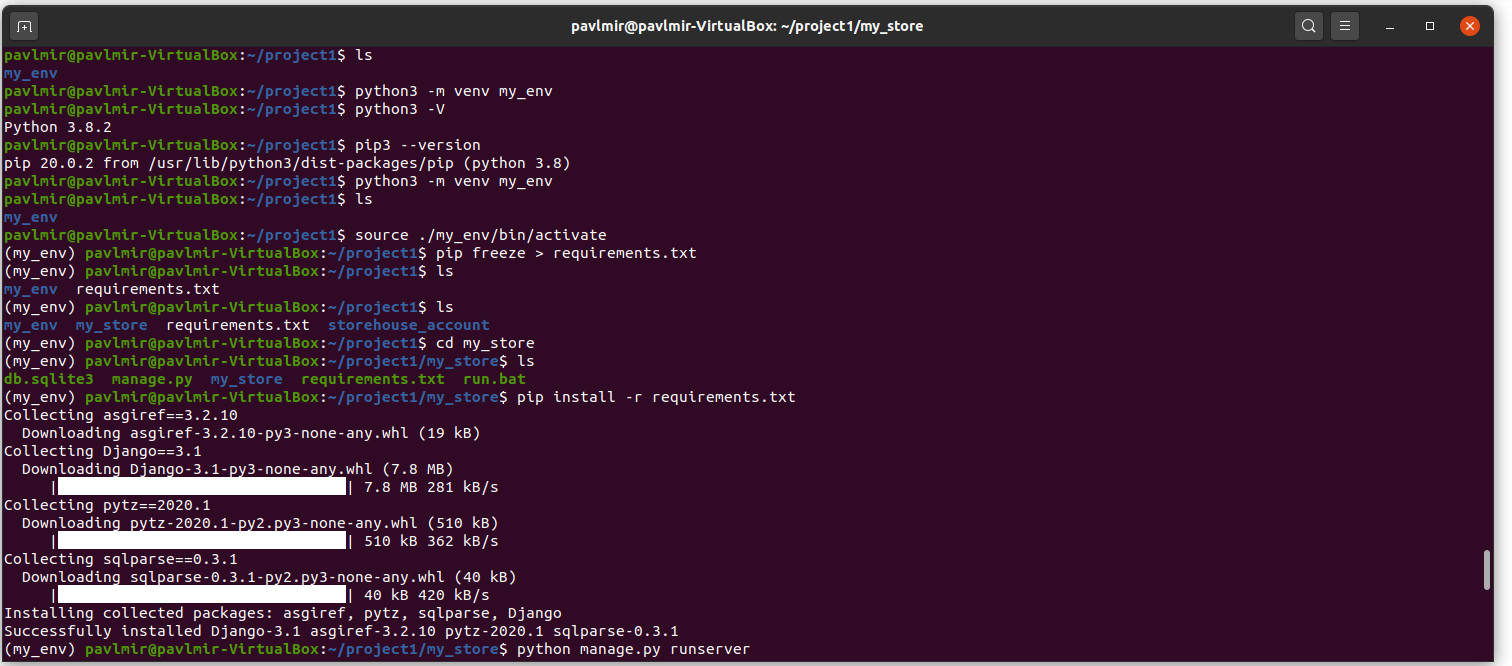 pavlmir@pavlmir-VirtualBox: ~/project1/my_store
pavlmir@pavlmir-VirtualBox:~/project1$ ls
my_env
pavlmir@pavlmir-VirtualBox:~/project1$ python3 -m venv my_env
pavlmir@pavlmir-VirtualBox:~/project1$ python3 -V
Python 3.8.2
pavlmir@pavlmir-VirtualBox:~/project1$ pip3 --version
pip 20.0.2 from /usr/lib/python3/dist-packages/pip (python 3.8)
pavlmir@pavlmir-VirtualBox:~/project1$ python3 -m venv my_env
pavlmir@pavlmir-VirtualBox:~/project1$ ls
my_env
pavlmir@pavlmir-VirtualBox:~/project1$ source ./my_env/bin/activate
(my_env) pavlmir@pavlmir-VirtualBox:~/project1$ pip freeze > requirements.txt
(my_env) pavlmir@pavlmir-VirtualBox:~/project1$ ls
my_env  requirements.txt
(my_env) pavlmir@pavlmir-VirtualBox:~/project1$ ls
my_env  my_store  requirements.txt  storehouse_account
(my_env) pavlmir@pavlmir-VirtualBox:~/project1$ cd my_store
(my_env) pavlmir@pavlmir-VirtualBox:~/project1/my_store$ ls
db.sqlite3  manage.py  my_store  requirements.txt  run.bat
(my_env) pavlmir@pavlmir-VirtualBox:~/project1/my_store$ pip install -r requirements.txt
Collecting asgiref==3.2.10
  Downloading asgiref-3.2.10-py3-none-any.whl (19 kB)
Collecting Django==3.1
  Downloading Django-3.1-py3-none-any.whl (7.8 MB)
     |████████████████████████████████| 7.8 MB 281 kB/s
Collecting pytz==2020.1
  Downloading pytz-2020.1-py2.py3-none-any.whl (510 kB)
     |████████████████████████████████| 510 kB 362 kB/s
Collecting sqlparse==0.3.1
  Downloading sqlparse-0.3.1-py2.py3-none-any.whl (40 kB)
     |████████████████████████████████| 40 kB 420 kB/s
Installing collected packages: asgiref, pytz, sqlparse, Django
Successfully installed Django-3.1 asgiref-3.2.10 pytz-2020.1 sqlparse-0.3.1
(my_env) pavlmir@pavlmir-VirtualBox:~/project1/my_store$ python manage.py runserver